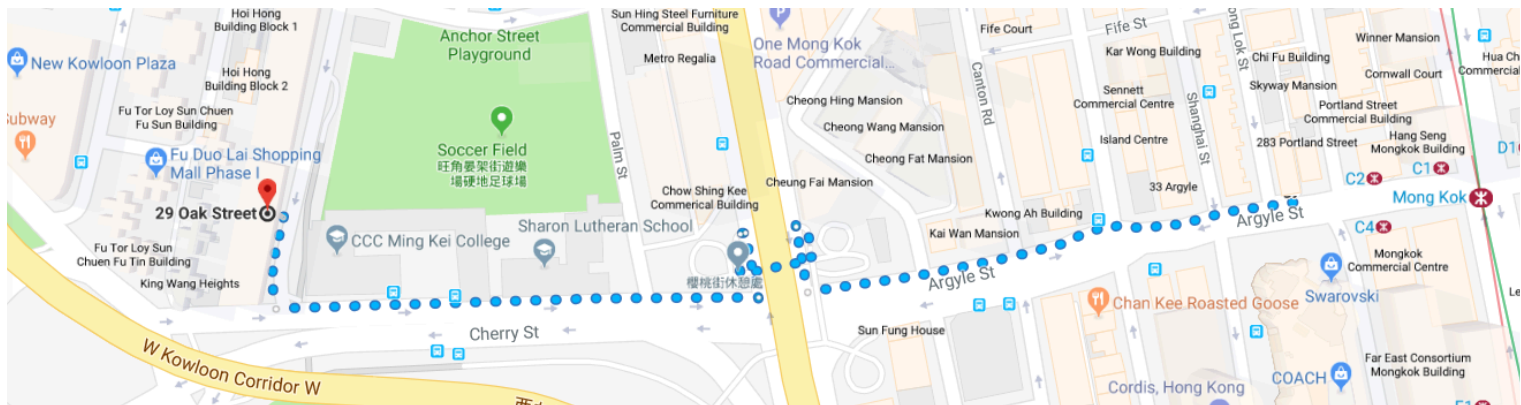 Hoi Hong
Building Block 1
New Kowloon Plaza
Hoi Hong
Building Block 2
Fu Tor Loy Sun Chuen
Fu Sun Building
Subway
Fu Duo Lai Shopping
Mall Phase I
29 Oak Street
Fu Tor Loy Sun
Chuen Fu Tin Building
King Wang Heights
W Kowloon Corridor W
Anchor Street
Playground
Soccer Field
旺角晏架街遊樂
場硬地足球場
CCC Ming Kei College
Sharon Lutheran School
Cherry St
Palm St
Sun Hing Steel Furniture
Commercial Building
Metro Regalia
Chow Shing Kee
Commerical Building
櫻桃街休憩處
One Mong Kok
Road Commercial...
Cheong Hing Mansion
Cheong Wang Mansion
Cheong Fat Mansion
Cheung Fai Mansion
Canton Rd
Fife Court
Fife St
Kar Wong Building
Sennett
Commercial Centre
Island Centre
33 Argyle
Kwong Ah Building
Kai Wan Mansion
Shanghai St
ong Lok St
Chi Fu Building
Skyway Mansion
Winner Mansion
Cornwall Court
Portland Street
Commercial Building
283 Portland Street
Hang Seng
Mongkok Building
Hua Ch
Commercial
D1
C1
C2
Mong Kok
Argyle St
C4
Mongkok
Commercial Centre
Argyle St
Swarovski
Chan Kee Roasted Goose
Sun Fung House
Cordis, Hong Kong
COACH
Far East Consortium
Mongkok Building
Le
E1